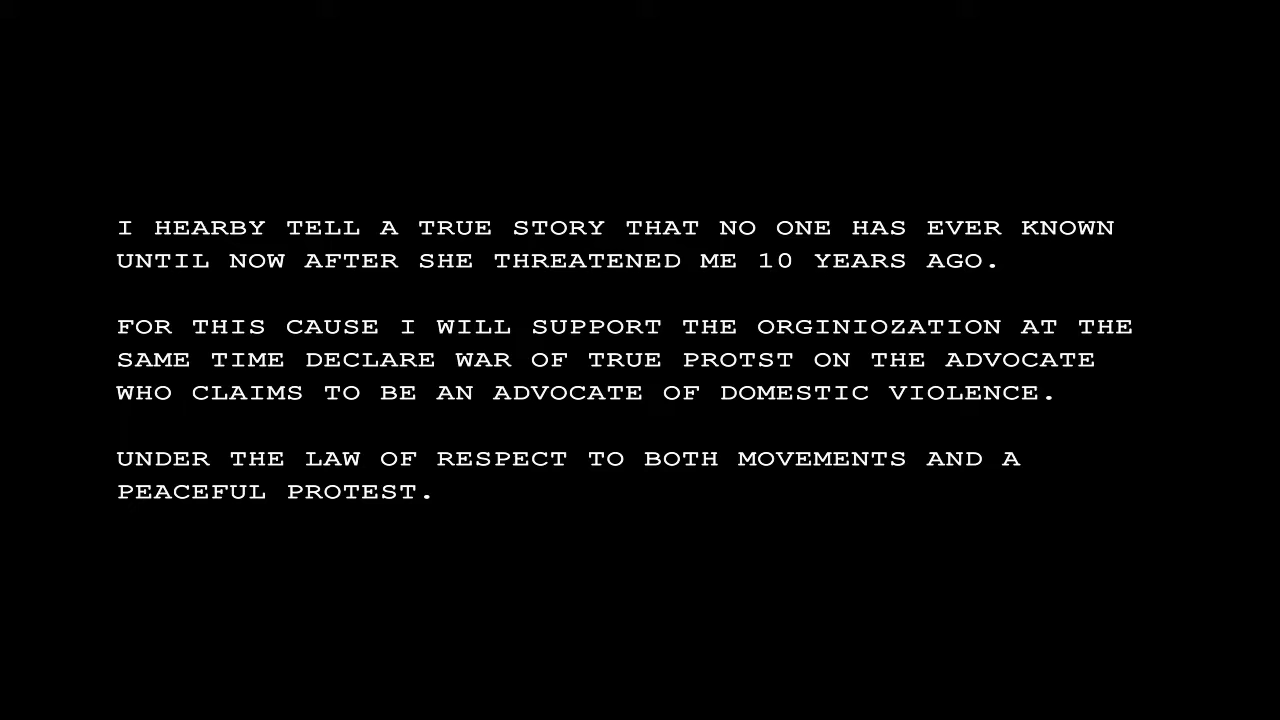 I HEARBY TELL A TRUE STORY THAT NO ONE HAS EVER KNOWN
UNTIL NOW AFTER SHE THREATENED ME 10 YEARS AGO.
FOR THIS CAUSE I WILL SUPPORT THE ORGINIOZATION AT THE
SAME TIME DECLARE WAR OF TRUE PROTST ON THE ADVOCATE
WHO CLAIMS TO BE AN ADVOCATE OF DOMESTIC VIOLENCE.
UNDER THE LAW OF RESPECT TO BOTH MOVEMENTS AND A
PEACEFUL PROTEST.